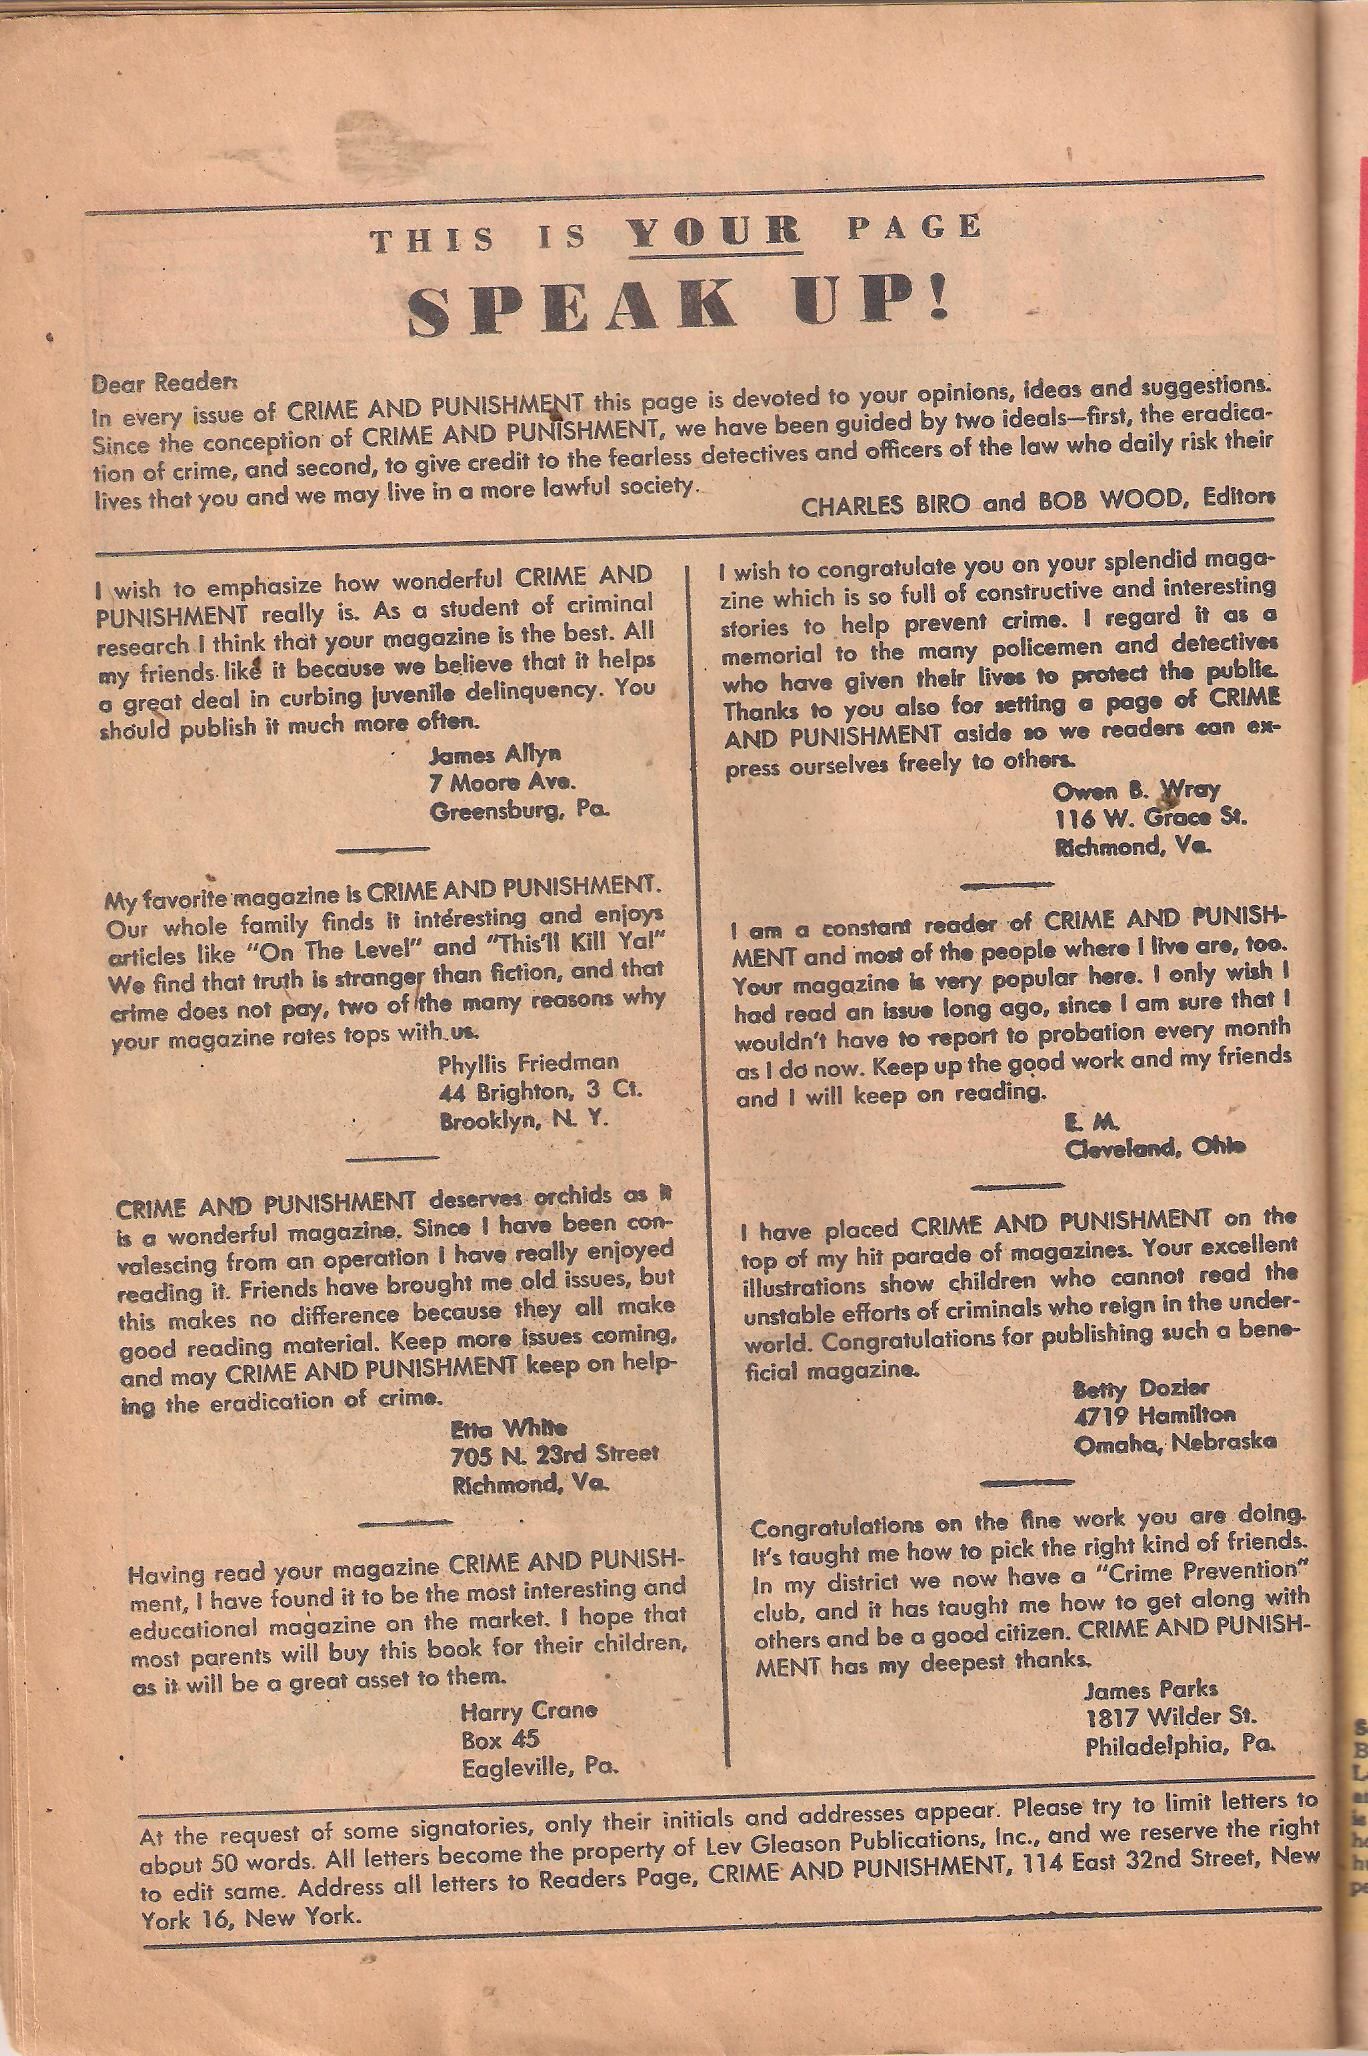 THIS IS YOUR PAGE
SPEAK UP!
Dear Reader:
In every issue of CRIME AND PUNISHMENT this page is devoted to your opinions, ideas and suggestions.
Since the conception of CRIME AND PUNISHMENT, we have been guided by two ideals—first, the eradica-
tion of crime, and second, to give credit to the fearless detectives and officers of the law who daily risk their
lives that you and we may live in a more lawful society.
CHARLES BIRO and BOB WOOD, Editors
I wish to emphasize how wonderful CRIME AND
PUNISHMENT really is. As a student of criminal
research I think that your magazine is the best. All
my friends like it because we believe that it helps
a great deal in curbing juvenile delinquency. You
should publish it much more often.
James Allyn
7 Moore Ave.
Greensburg, Pa.
My favorite magazine is CRIME AND PUNISHMENT.
Our whole family finds it interesting and enjoys
articles like "On The Level" and "This'll Kill Ya!"
We find that truth is stranger than fiction, and that
crime does not pay, two of the many reasons why
your magazine rates tops with us.
Phyllis Friedman
44 Brighton, 3 Ct.
Brooklyn, N. Y.
CRIME AND PUNISHMENT deserves orchids as it
is a wonderful magazine. Since I have been con-
valescing from an operation I have really enjoyed
reading it. Friends have brought me old issues, but
this makes no difference because they all make
good reading material. Keep more issues coming,
and may CRIME AND PUNISHMENT keep on help-
ing the eradication of crime.
Etta White
705 N. 23rd Street
Richmond, Va.
Having read your magazine CRIME AND PUNISH-
ment, I have found it to be the most interesting and
educational magazine on the market. I hope that
most parents will buy this book for their children,
as it will be a great asset to them.
Harry Crane
Box 45
Eagleville, Pa.
I wish to congratulate you on your splendid maga-
zine which is so full of constructive and interesting
stories to help prevent crime. I regard it as a
memorial to the many policemen and detectives
who have given their lives to protect the public.
Thanks to you also for setting a page of CRIME
AND PUNISHMENT aside so we readers can ex-
press ourselves freely to others.
Owen B. Wray
116 W. Grace St.
Richmond, Va.
I am a constant reader of CRIME AND PUNISH-
MENT and most of the people where I live are, too.
Your magazine is very popular here. I only wish I
had read an issue long ago, since I am sure that I
wouldn't have to report to probation every month
as I do now. Keep up the good work and my friends
and I will keep on reading.
E. M.
Cleveland, Ohio
I have placed CRIME AND PUNISHMENT on the
top of my hit parade of magazines. Your excellent
illustrations show children who cannot read the
unstable efforts of criminals who reign in the under-
world. Congratulations for publishing such a bene-
ficial magazine.
Betty Dozier
4719 Hamilton
Omaha, Nebraska
Congratulations on the fine work you are doing.
It's taught me how to pick the right kind of friends.
In my district we now have a "Crime Prevention"
club, and it has taught me how to get along with
others and be a good citizen. CRIME AND PUNISH-
MENT has my deepest thanks.
James Parks
1817 Wilder St.
Philadelphia, Pa.
At the request of some signatories, only their initials and addresses appear. Please try to limit letters to
about 50 words. All letters become the property of Lev Gleason Publications, Inc., and we reserve the right
to edit same. Address all letters to Readers Page, CRIME AND PUNISHMENT, 114 East 32nd Street, New
York 16, New York.